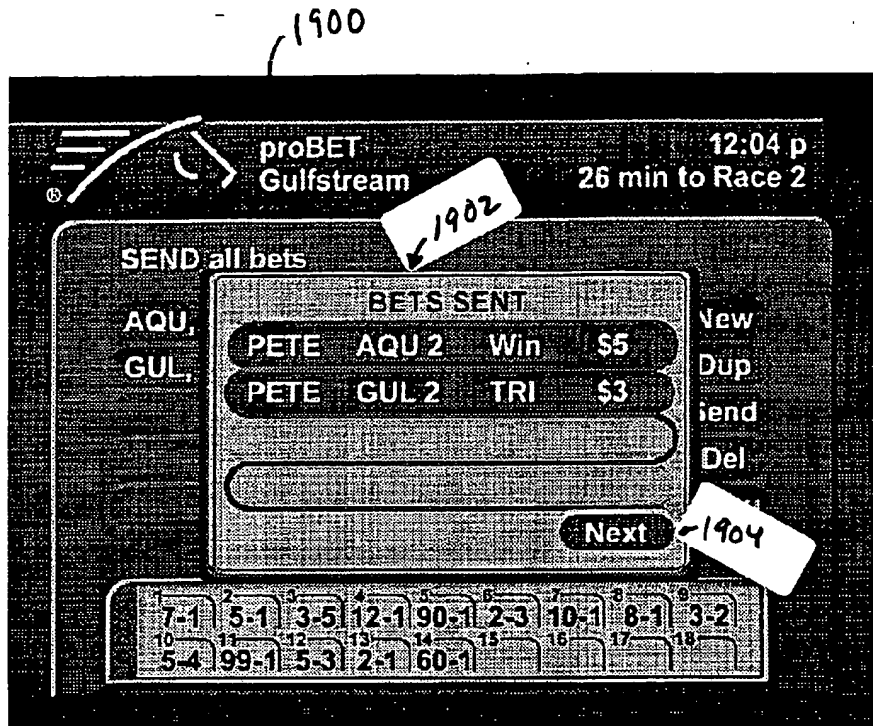 1900
proBET 12:04 p
® Gulfstream 26 min to Race 2
1902
SEND all bets
BETS SENT
AQU, New
PETE AQU 2 Win $5
GUL, Dup
PETE GUL 2 TRI $3
Send
Del
Next 1904
1 2 3 4 5 6 7 8 9
7-1 5-1 3-5 12-1 90-1 2-3 10-1 8-1 3-2
10 11 12 13 14 15 16 17 18
5-4 99-1 5-3 2-1 60-1